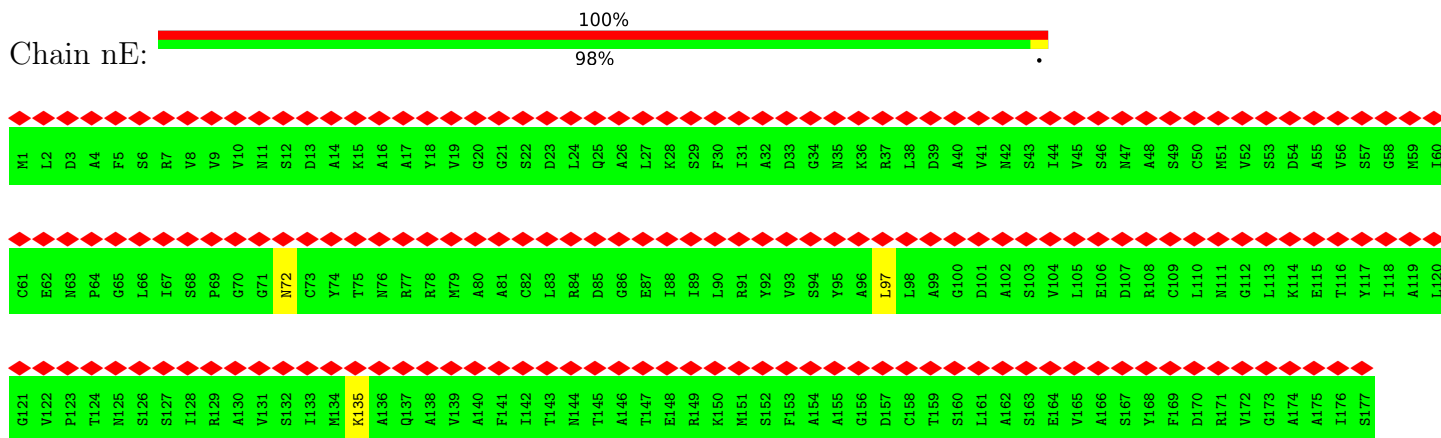 100%
Chain nE:
98% •
M1 L2 D3 A4 F5 S6 R7 V8 V9 V10 N11 S12 D13 A14 K15 A16 A17 Y18 V19 G20 G21 S22 D23 L24 Q25 A26 L27 K28 S29 F30 I31 A32 D33 G34 N35 K36 R37 L38 D39 A40 V41 N42 S43 I44 V45 S46 N47 A48 S49 C50 M51 V52 S53 D54 A55 V56 S57 G58 M59 I60
C61 E62 N63 P64 G65 L66 I67 S68 P69 G70 G71 N72 C73 Y74 T75 N76 R77 R78 M79 A80 A81 C82 L83 R84 D85 G86 E87 I88 I89 L90 R91 Y92 V93 S94 Y95 A96 L97 L98 A99 G100 D101 A102 S103 V104 L105 E106 D107 R108 C109 L110 N111 G112 L113 K114 E115 T116 Y117 I118 A119 L120
G121 V122 P123 T124 N125 S126 S127 I128 R129 A130 V131 S132 I133 M134 K135 A136 Q137 A138 V139 A140 F141 I142 T143 N144 T145 A146 T147 E148 R149 K150 M151 S152 F153 A154 A155 G156 D157 C158 T159 S160 L161 A162 S163 E164 V165 A166 S167 Y168 F169 D170 R171 V172 G173 A174 A175 I176 S177